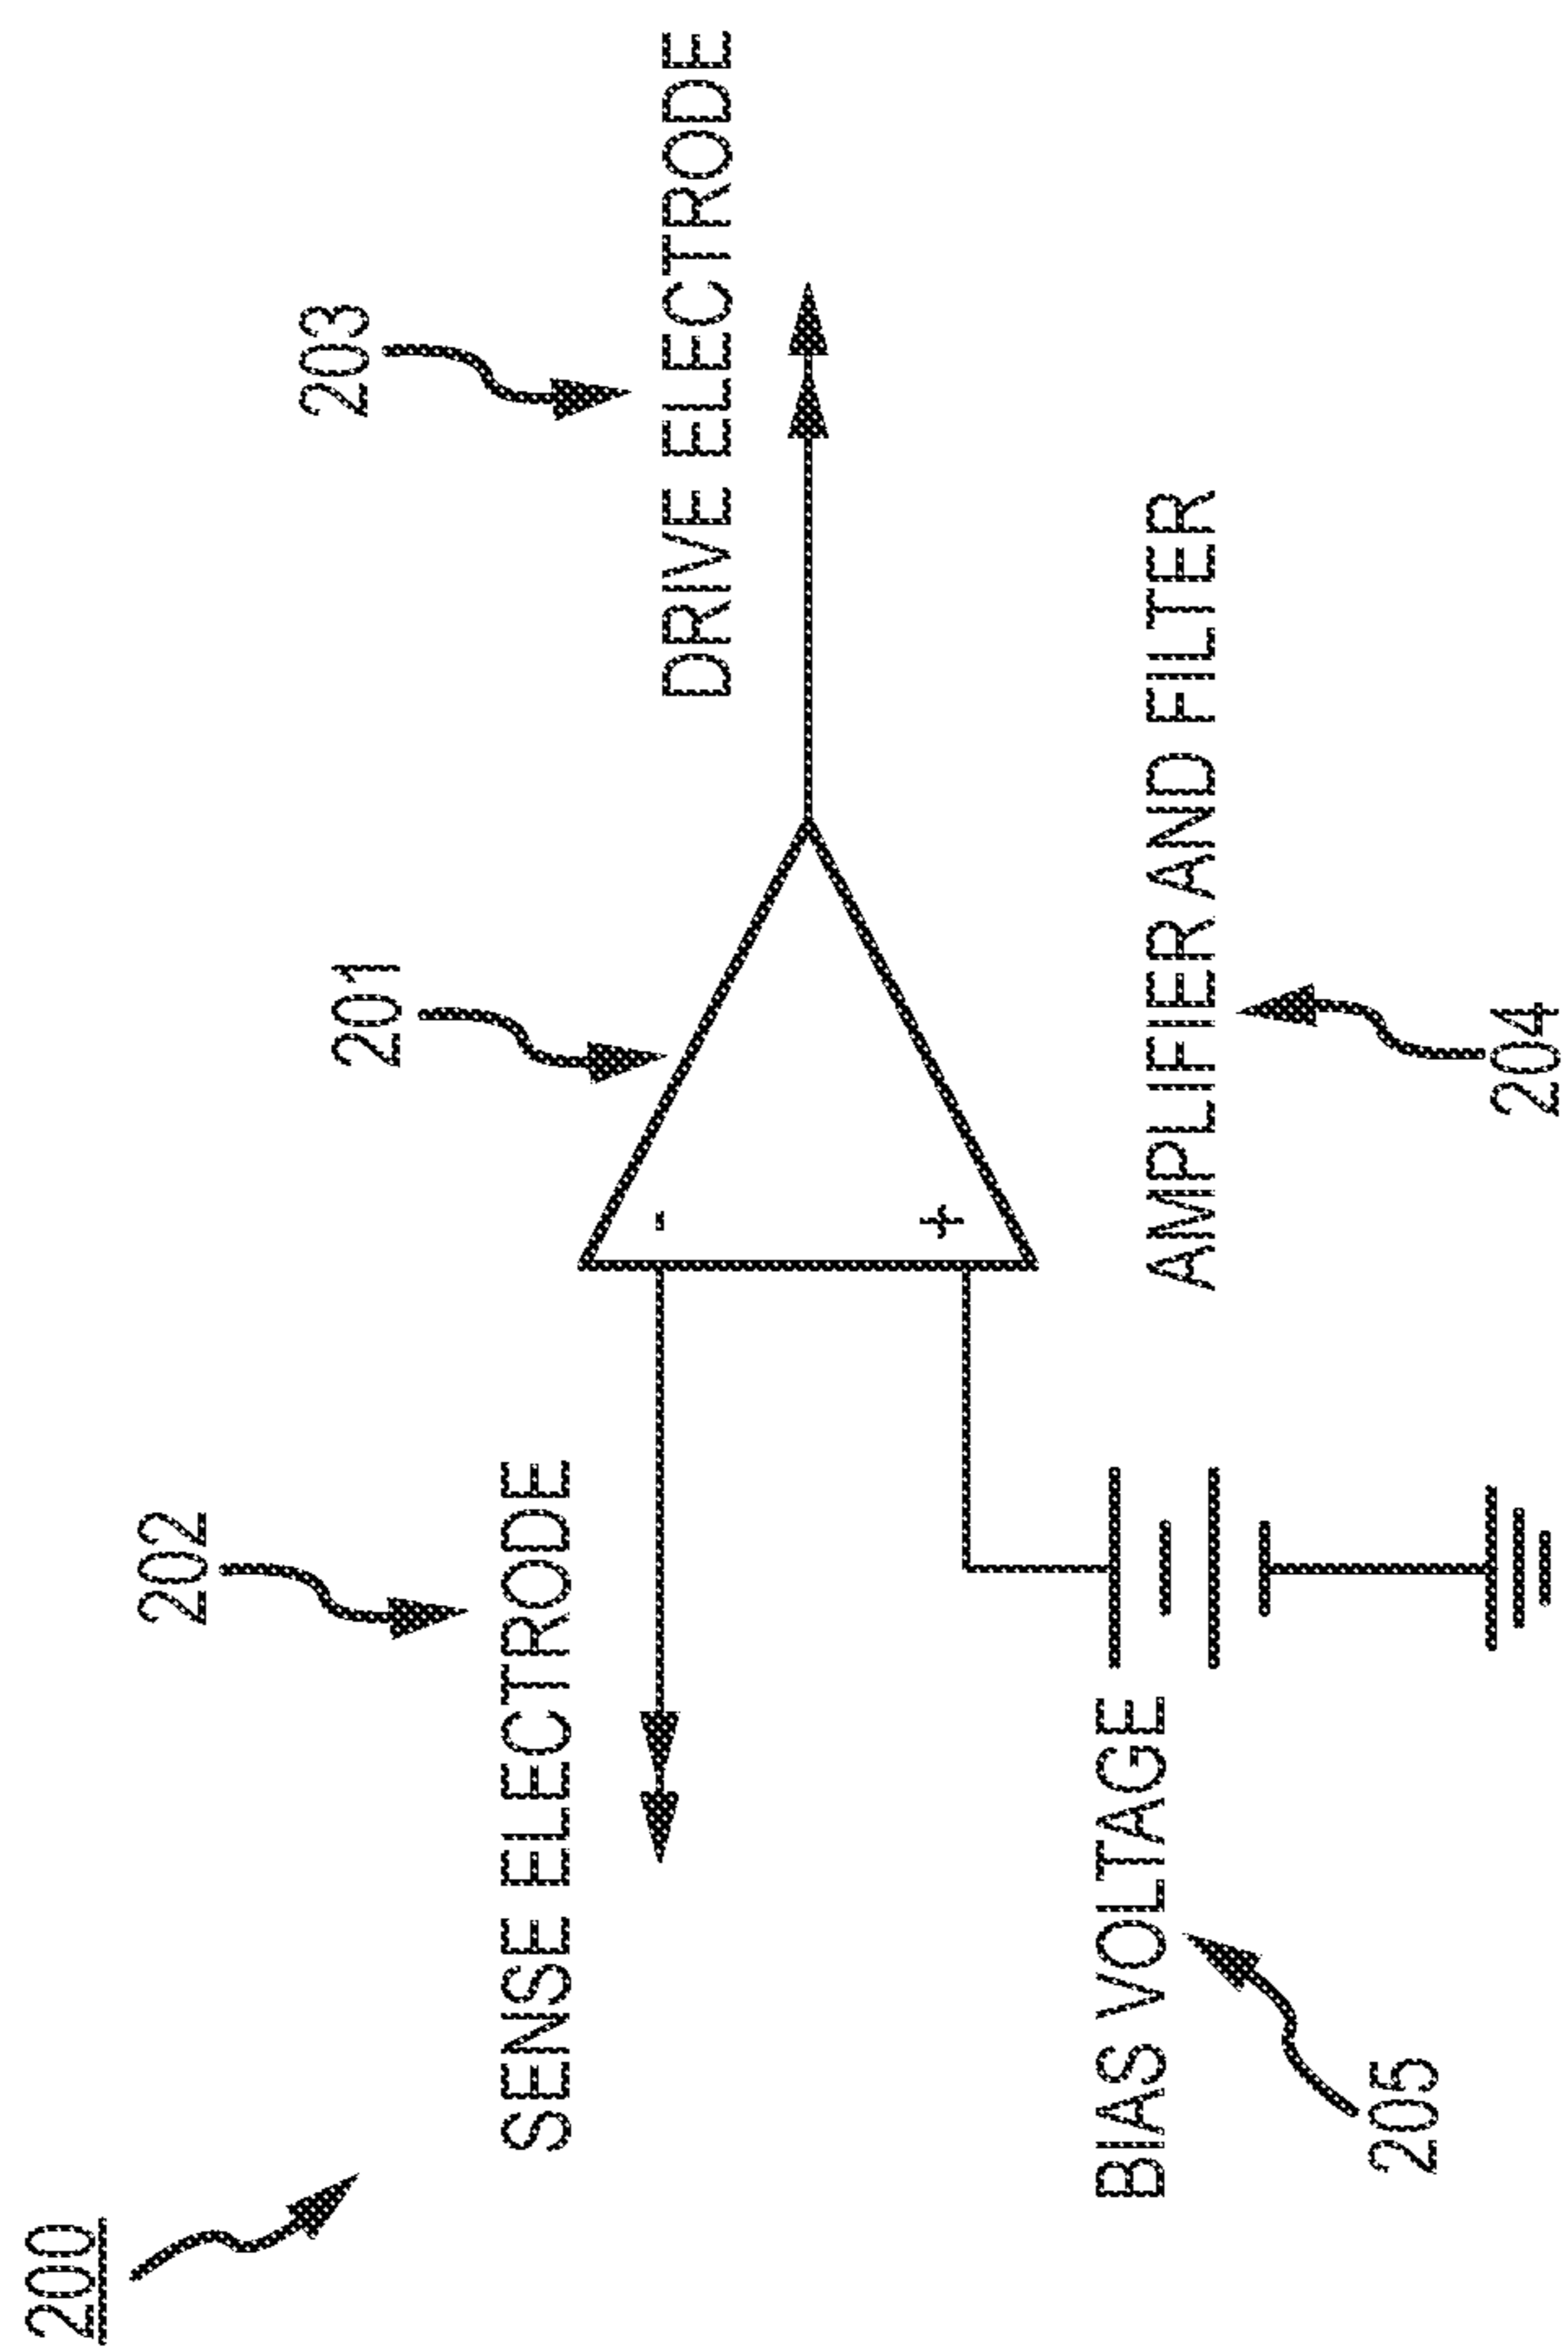 200
202
SENSE ELECTRODE
201
203
DRIVE ELECTRODE
-
+
BIAS VOLTAGE
205
AMPLIFIER AND FILTER
204